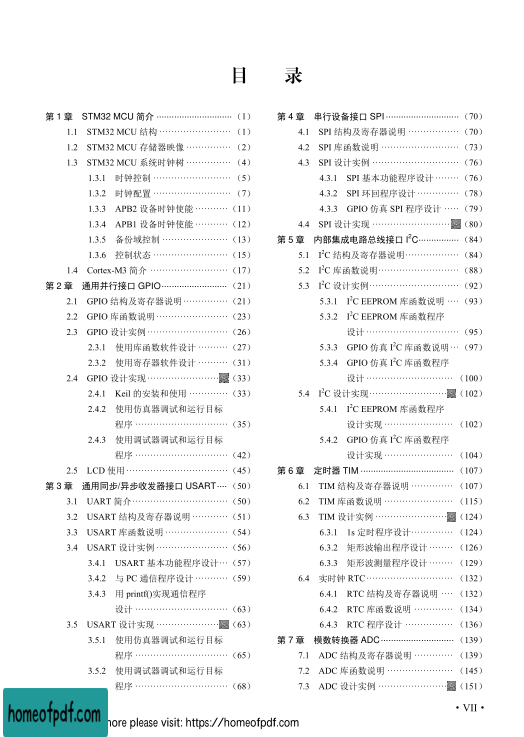 目 录
第 1 章 STM32 MCU 简介 ····························· (1)
1.1 STM32 MCU 结构 ························ (1)
1.2 STM32 MCU 存储器映像 ··············· (2)
1.3 STM32 MCU 系统时钟树 ··············· (4)
1.3.1 时钟控制 ·························· (5)
1.3.2 时钟配置 ·························· (7)
1.3.3 APB2 设备时钟使能 ··········· (11)
1.3.4 APB1 设备时钟使能 ··········· (12)
1.3.5 备份域控制 ······················ (13)
1.3.6 控制状态 ························· (15)
1.4 Cortex-M3 简介 ·························· (17)
第 2 章 通用并行接口 GPIO ························· (21)
2.1 GPIO 结构及寄存器说明 ··············· (21)
2.2 GPIO 库函数说明 ························ (23)
2.3 GPIO 设计实例 ··························· (26)
2.3.1 使用库函数软件设计 ·········· (27)
2.3.2 使用寄存器软件设计 ·········· (31)
2.4 GPIO 设计实现 ························ (33)
2.4.1 Keil 的安装和使用 ············· (33)
2.4.2 使用仿真器调试和运行目标
程序 ······························· (35)
2.4.3 使用调试器调试和运行目标
程序 ······························· (42)
2.5 LCD 使用 ·································· (45)
第 3 章 通用同步/异步收发器接口 USART ···· (50)
3.1 UART 简介 ································ (50)
3.2 USART 结构及寄存器说明 ············ (51)
3.3 USART 库函数说明 ····················· (54)
3.4 USART 设计实例 ························ (56)
3.4.1 USART 基本功能程序设计 ··· (57)
3.4.2 与 PC 通信程序设计 ··········· (59)
3.4.3 用 printf()实现通信程序
设计 ······························· (63)
3.5 USART 设计实现 ····················· (63)
3.5.1 使用仿真器调试和运行目标
程序 ······························· (65)
3.5.2 使用调试器调试和运行目标
程序 ······························· (68)
第 4 章 串行设备接口 SPI ···························· (70)
4.1 SPI 结构及寄存器说明 ················· (70)
4.2 SPI 库函数说明 ·························· (73)
4.3 SPI 设计实例 ····························· (76)
4.3.1 SPI 基本功能程序设计 ········ (76)
4.3.2 SPI 环回程序设计 ·············· (78)
4.3.3 GPIO 仿真 SPI 程序设计 ····· (79)
4.4 SPI 设计实现 ·························· (80)
第 5 章 内部集成电路总线接口 I²C ················ (84)
5.1 I²C 结构及寄存器说明 ·················· (84)
5.2 I²C 库函数说明 ··························· (88)
5.3 I²C 设计实例 ······························ (92)
5.3.1 I²C EEPROM 库函数说明 ···· (93)
5.3.2 I²C EEPROM 库函数程序
设计 ······························· (95)
5.3.3 GPIO 仿真 I²C 库函数说明 ··· (97)
5.3.4 GPIO 仿真 I²C 库函数程序
设计 ····························· (100)
5.4 I²C 设计实现 ·························· (102)
5.4.1 I²C EEPROM 库函数程序
设计实现 ······················· (102)
5.4.2 GPIO 仿真 I²C 库函数程序
设计实现 ······················· (104)
第 6 章 定时器 TIM ··································· (107)
6.1 TIM 结构及寄存器说明 ·············· (107)
6.2 TIM 库函数说明 ······················· (115)
6.3 TIM 设计实例 ························ (124)
6.3.1 1s 定时程序设计 ·············· (124)
6.3.2 矩形波输出程序设计 ········ (126)
6.3.3 矩形波测量程序设计 ········ (129)
6.4 实时钟 RTC ····························· (132)
6.4.1 RTC 结构及寄存器说明 ···· (132)
6.4.2 RTC 库函数说明 ············· (134)
6.4.3 RTC 程序设计 ················ (136)
第 7 章 模数转换器 ADC ···························· (139)
7.1 ADC 结构及寄存器说明 ············· (139)
7.2 ADC 库函数说明 ······················ (145)
7.3 ADC 设计实例 ······················· (151)
· VII ·
homeofpdf.com
ore please visit: https://homeofpdf.com